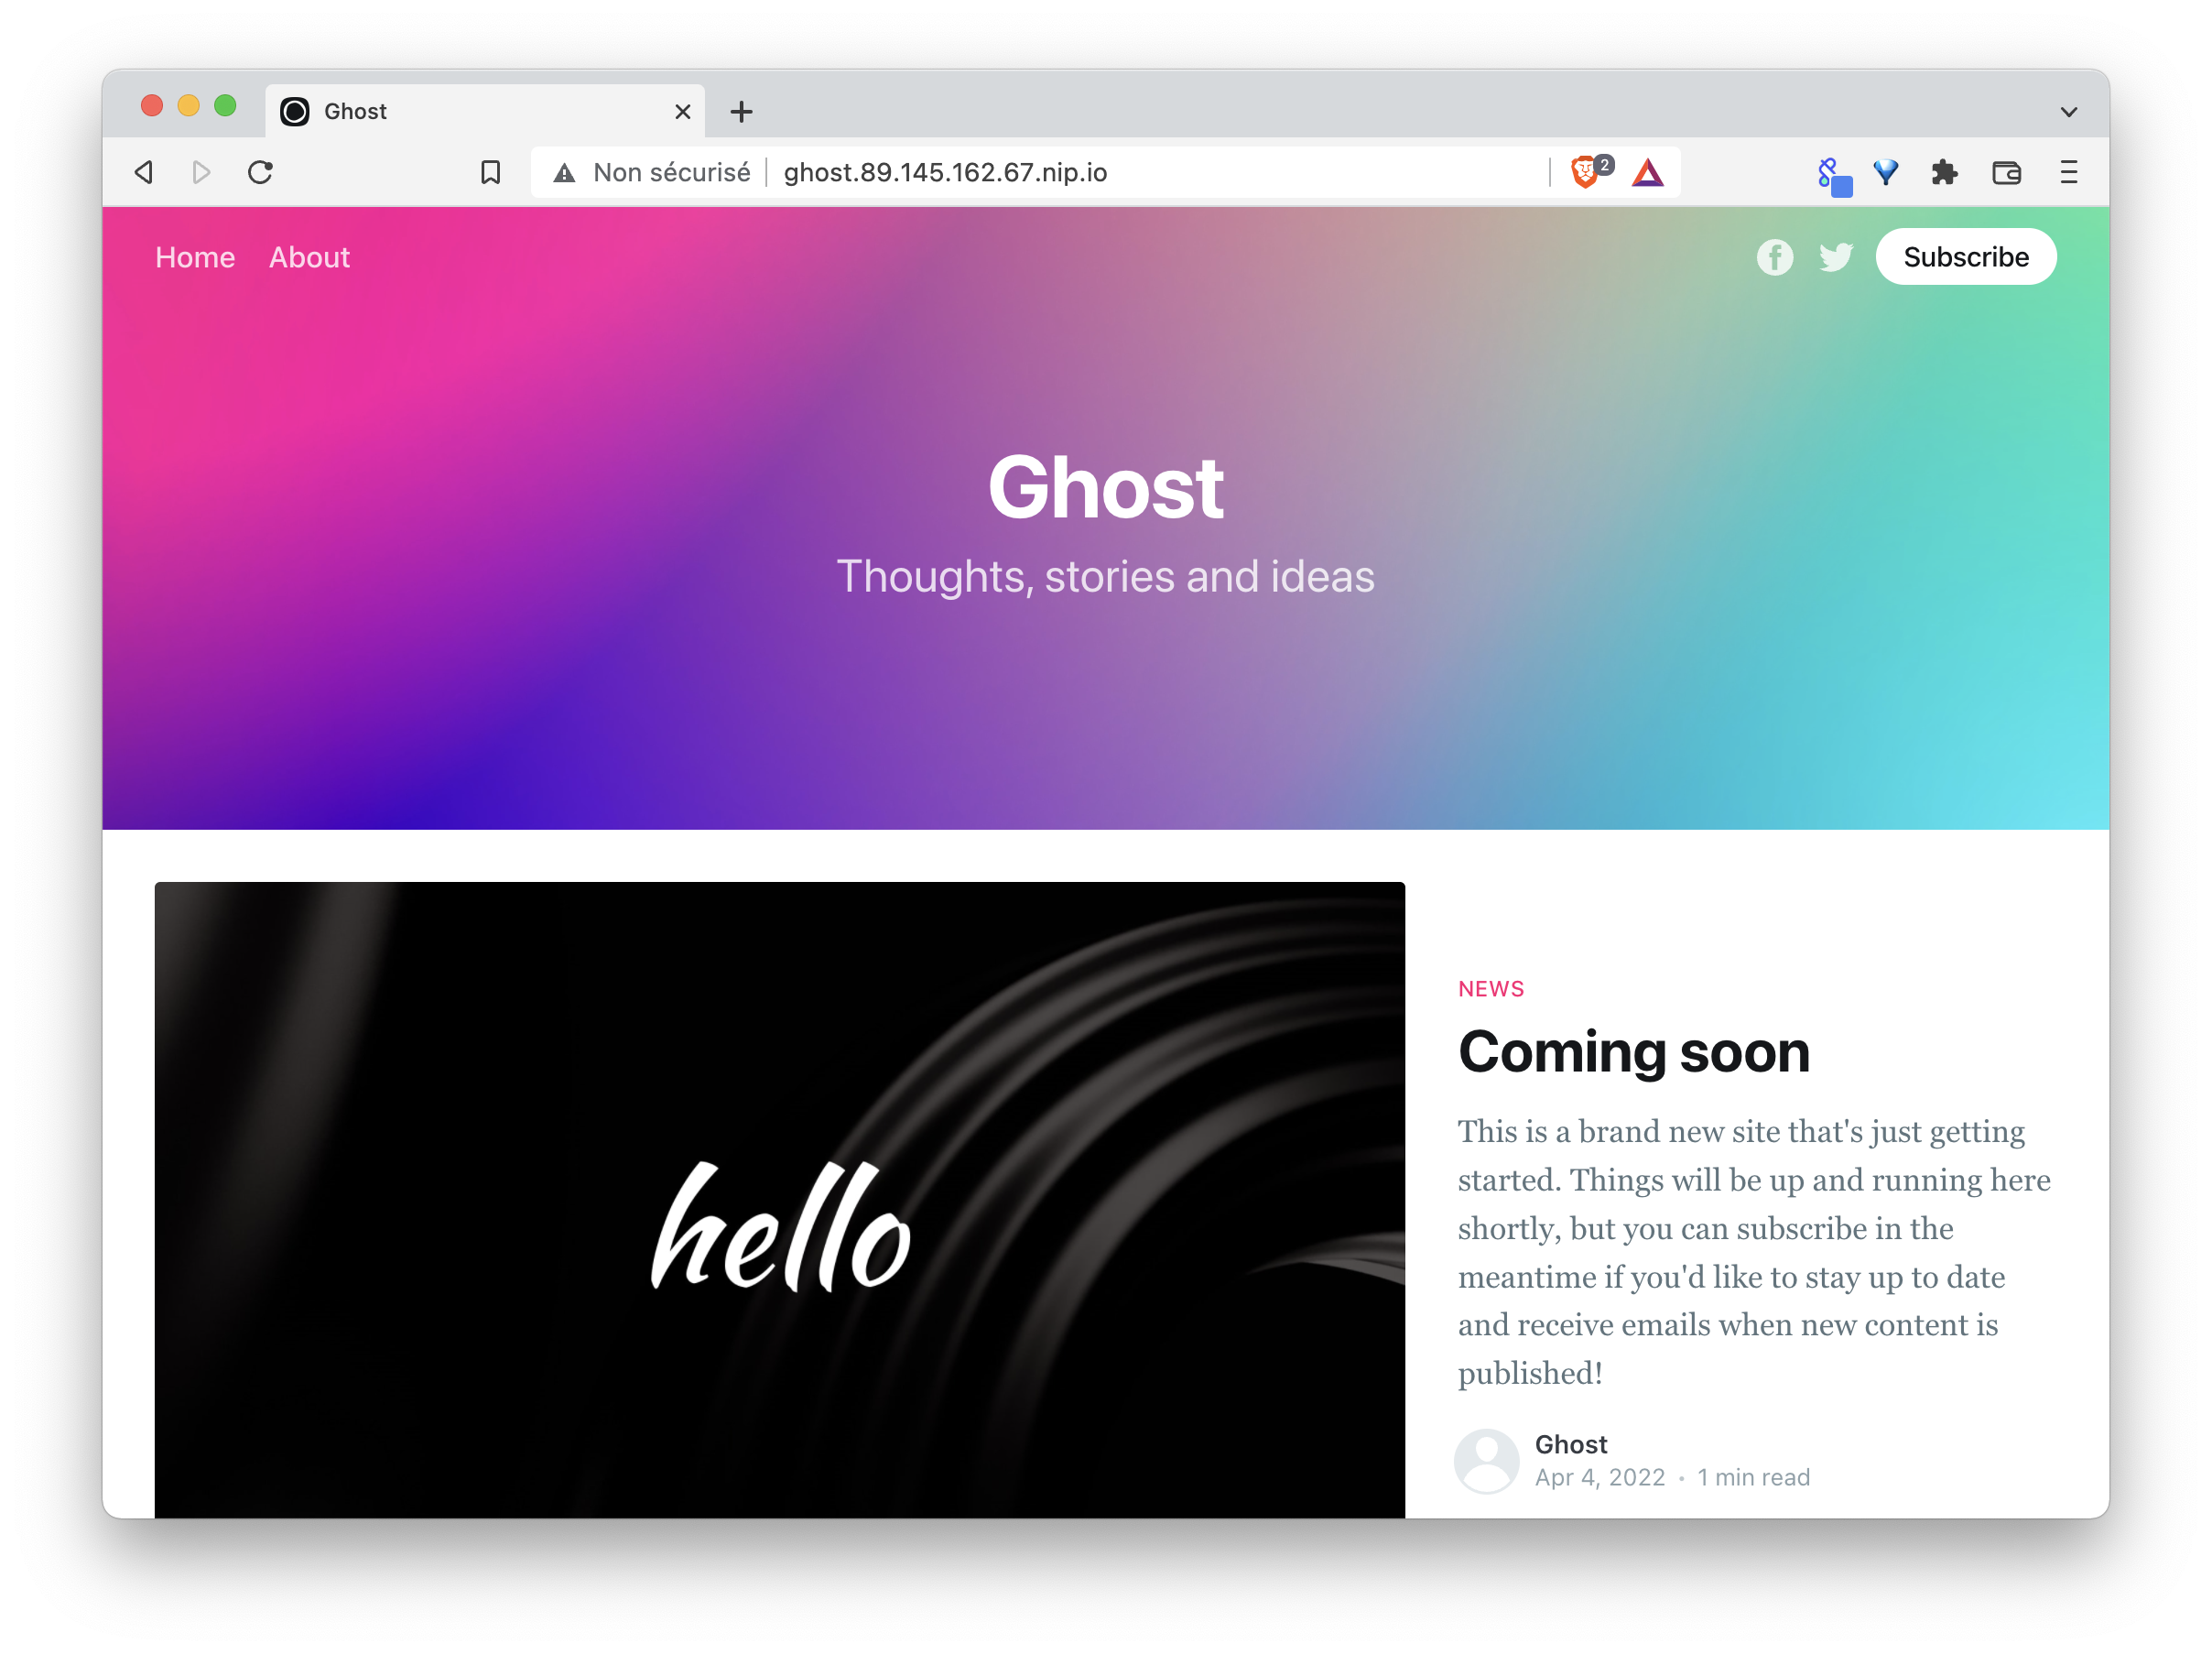 Ghost
Non sécurisé ghost.89.145.162.67.nip.io 2
Home About Subscribe
Ghost
Thoughts, stories and ideas
hello
NEWS
Coming soon
This is a brand new site that's just getting
started. Things will be up and running here
shortly, but you can subscribe in the
meantime if you'd like to stay up to date
and receive emails when new content is
published!
Ghost
Apr 4, 2022 • 1 min read